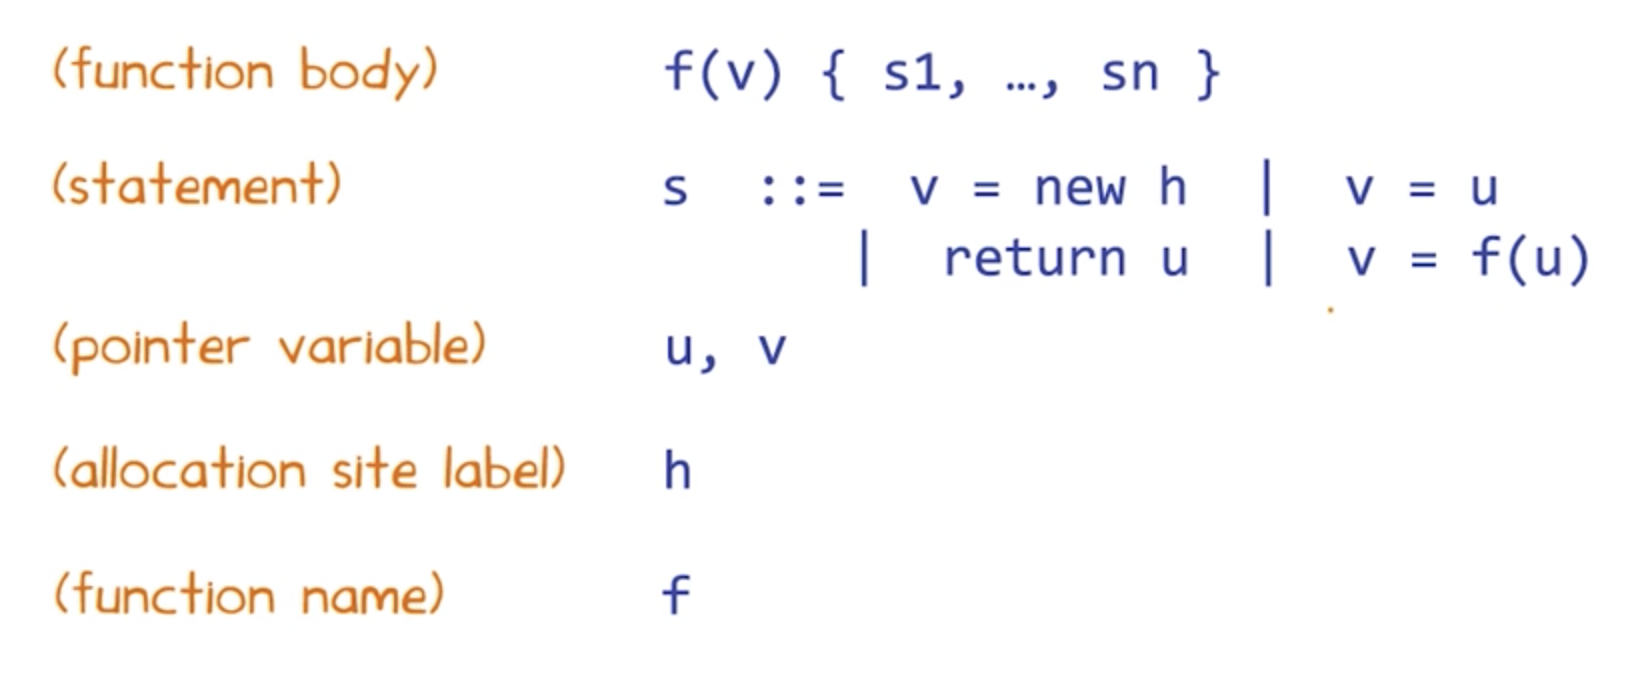 (function body) f(v) { s1, …, sn }
(statement) s ::= v = new h | v = u
| return u | v = f(u)
(pointer variable) u, v
(allocation site label) h
(function name) f